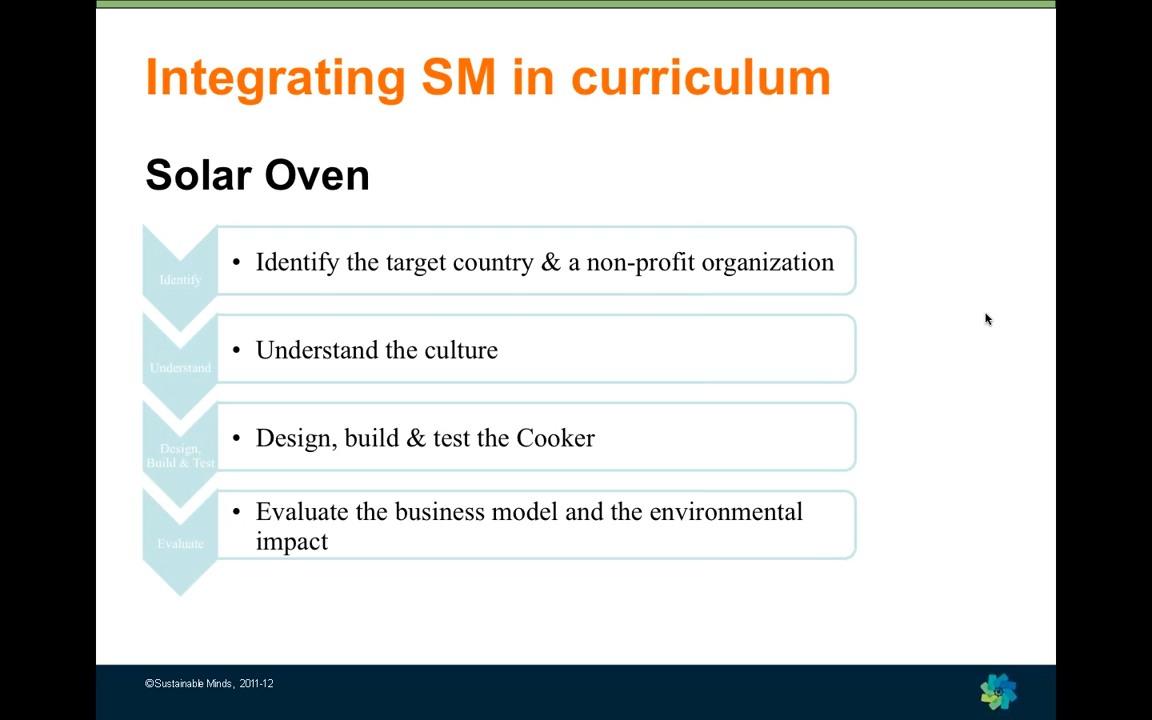 Integrating SM in curriculum
Solar Oven
Identify
• Identify the target country & a non-profit organization
Understand
• Understand the culture
Design,
Build & Test
• Design, build & test the Cooker
Evaluate
• Evaluate the business model and the environmental
impact
©Sustainable Minds, 2011-12